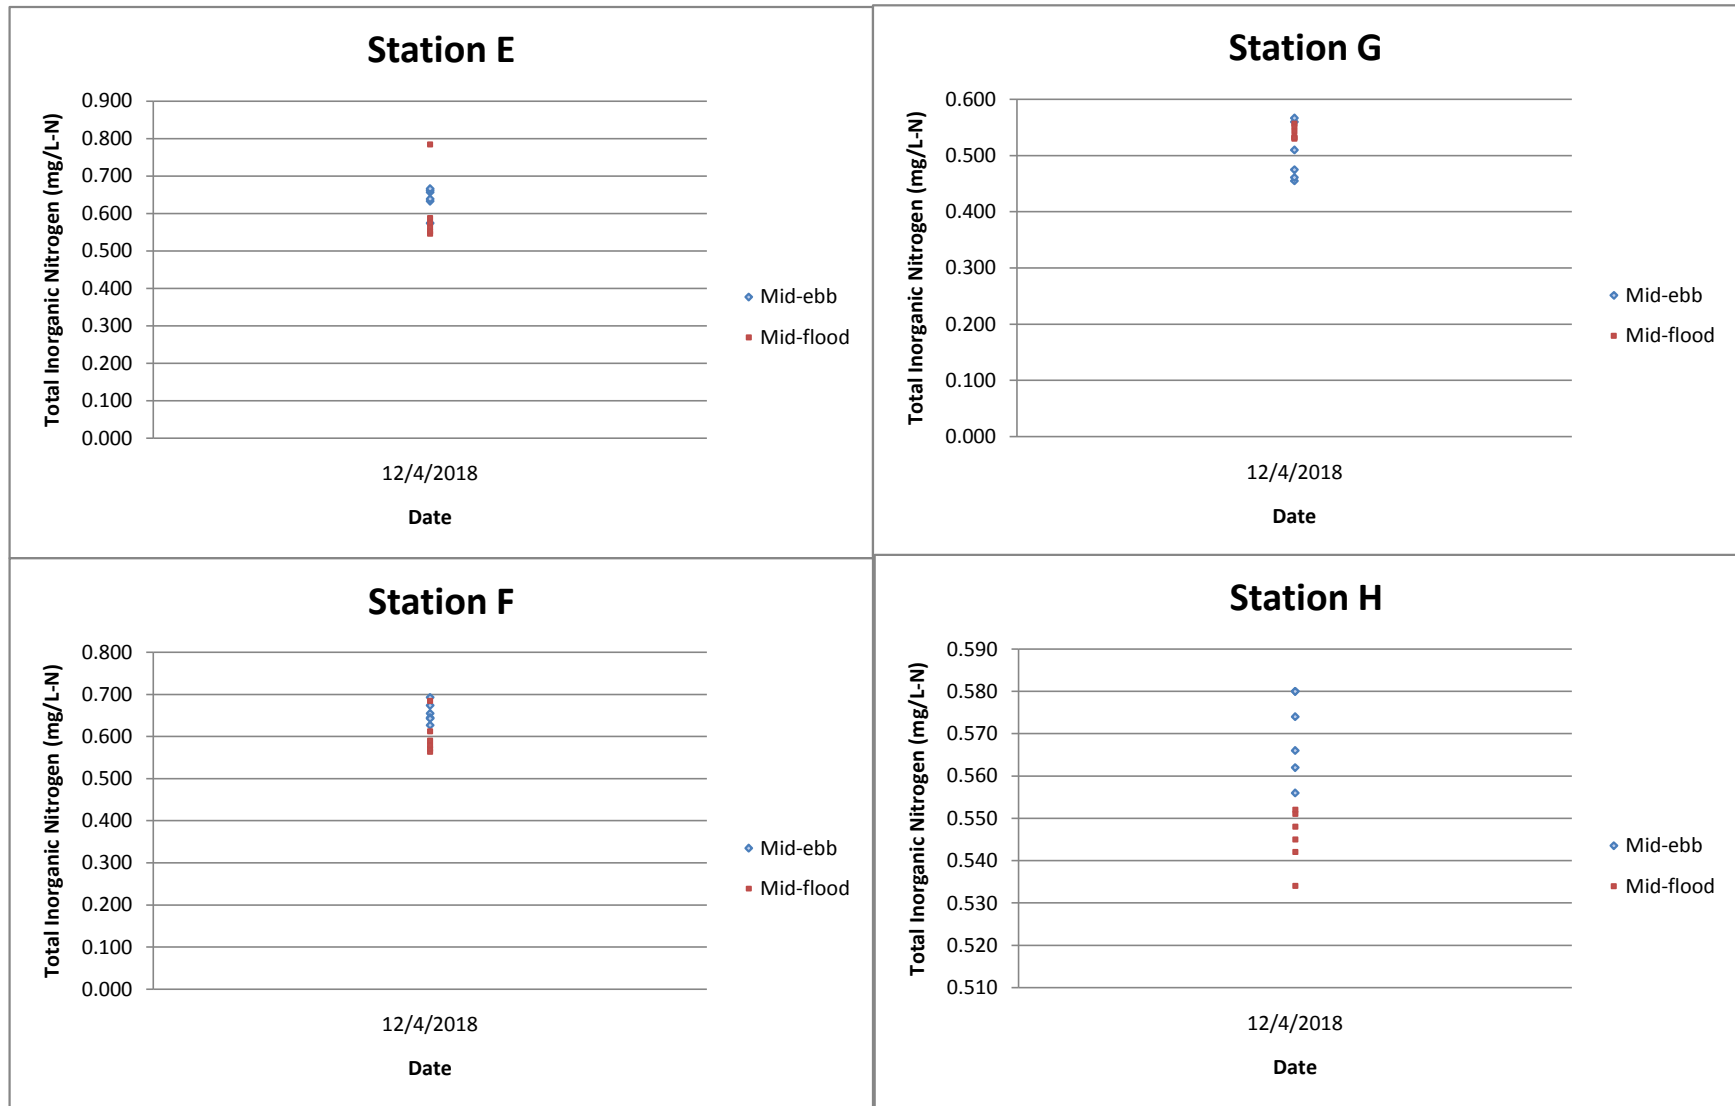 Station E
Total Inorganic Nitrogen (mg/L-N)
0.900
0.800
0.700
0.600
0.500
0.400
0.300
0.200
0.100
0.000
12/4/2018
Date
Mid-ebb
Mid-flood
Station G
Total Inorganic Nitrogen (mg/L-N)
0.600
0.500
0.400
0.300
0.200
0.100
0.000
12/4/2018
Date
Mid-ebb
Mid-flood
Station F
Total Inorganic Nitrogen (mg/L-N)
0.800
0.700
0.600
0.500
0.400
0.300
0.200
0.100
0.000
12/4/2018
Date
Mid-ebb
Mid-flood
Station H
Total Inorganic Nitrogen (mg/L-N)
0.590
0.580
0.570
0.560
0.550
0.540
0.530
0.520
0.510
12/4/2018
Date
Mid-ebb
Mid-flood